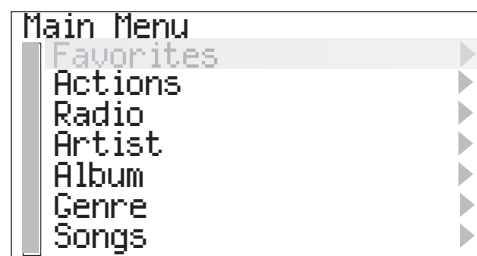 Main Menu
Favorites
Actions
Radio
Artist
Album
Genre
Songs